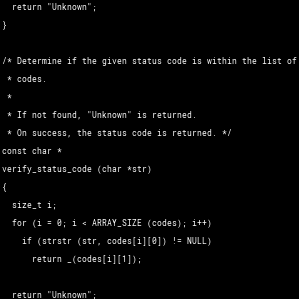 return "Unknown";
}
/* Determine if the given status code is within the list of
* codes.
*
* If not found, "Unknown" is returned.
* On success, the status code is returned. */
const char *
verify_status_code (char *str)
{
size_t i;
for (i = 0; i < ARRAY_SIZE (codes); i++)
if (strstr (str, codes[i][0]) != NULL)
return _(codes[i][1]);
return "Unknown";